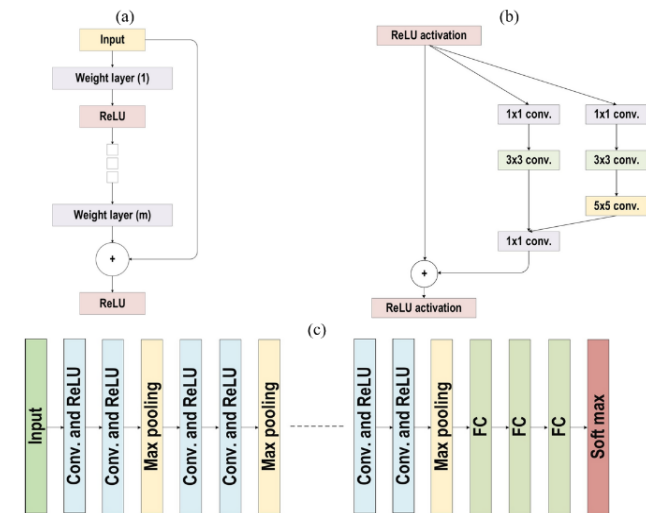 (a)
Input
Weight layer (1)
ReLU
Weight layer (m)
+
ReLU
(b)
ReLU activation
1x1 conv.
1x1 conv.
3x3 conv.
3x3 conv.
5x5 conv.
1x1 conv.
+
ReLU activation
(c)
Input
Conv. and ReLU
Conv. and ReLU
Max pooling
Conv. and ReLU
Conv. and ReLU
Max pooling
Conv. and ReLU
Conv. and ReLU
Max pooling
FC
FC
FC
Soft max